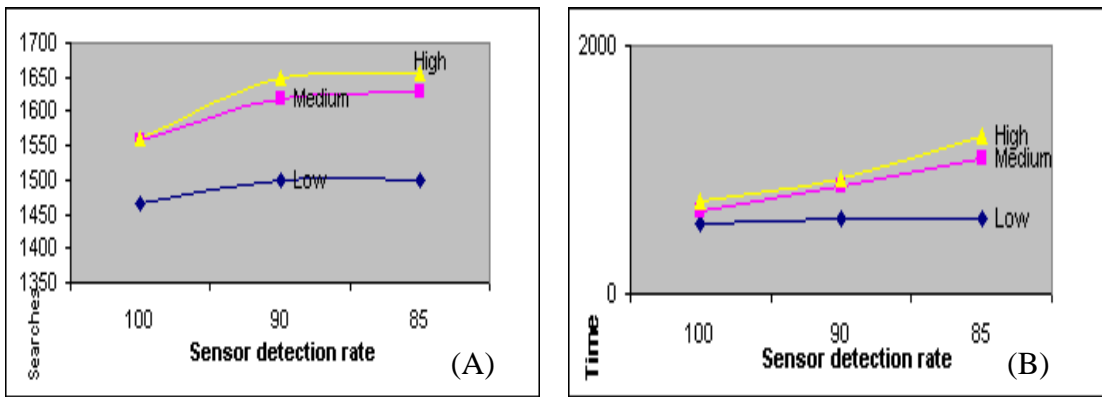 1700
1650
1600
1550
1500
1450
1400
1350
High
Medium
Low
100 90 85
Sensor detection rate
Searches
(A)
2000
0
High
Medium
Low
100 90 85
Sensor detection rate
Time
(B)